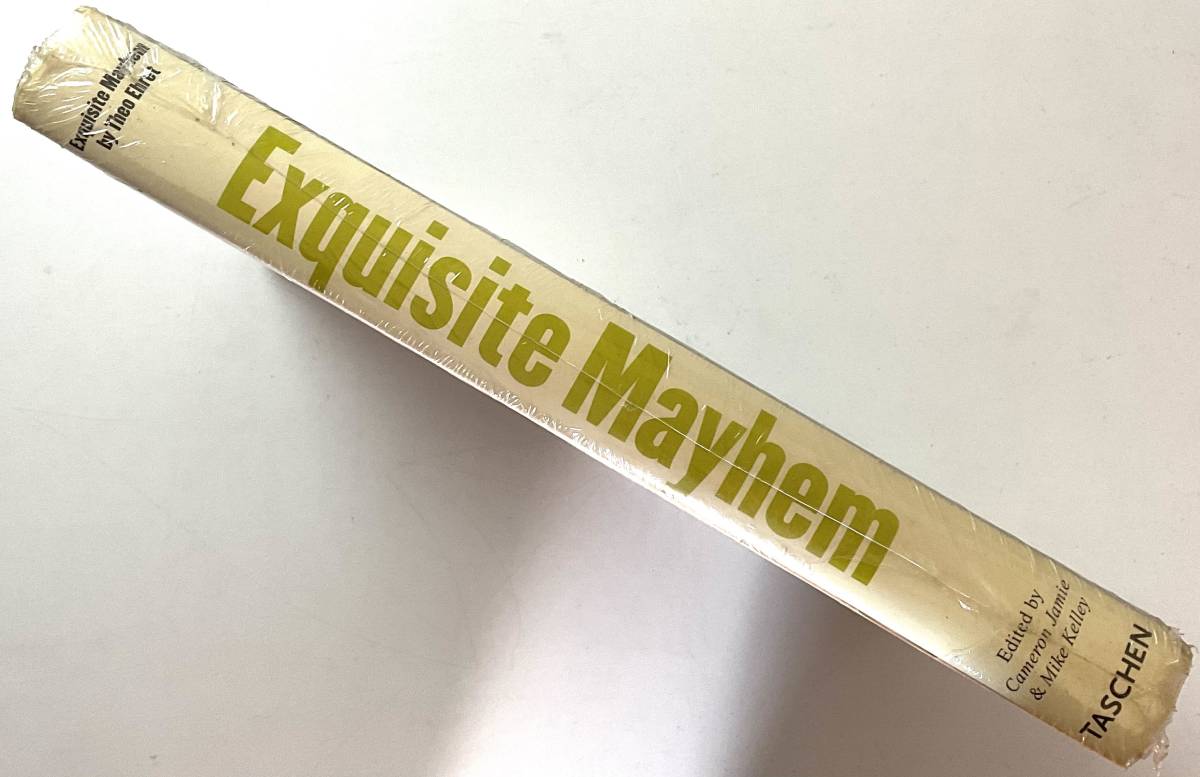 Exquisite Mayhem
by Theo Ehret
Exquisite Mayhem
Edited by
Cameron Jamie
& Mike Kelley
TASCHEN